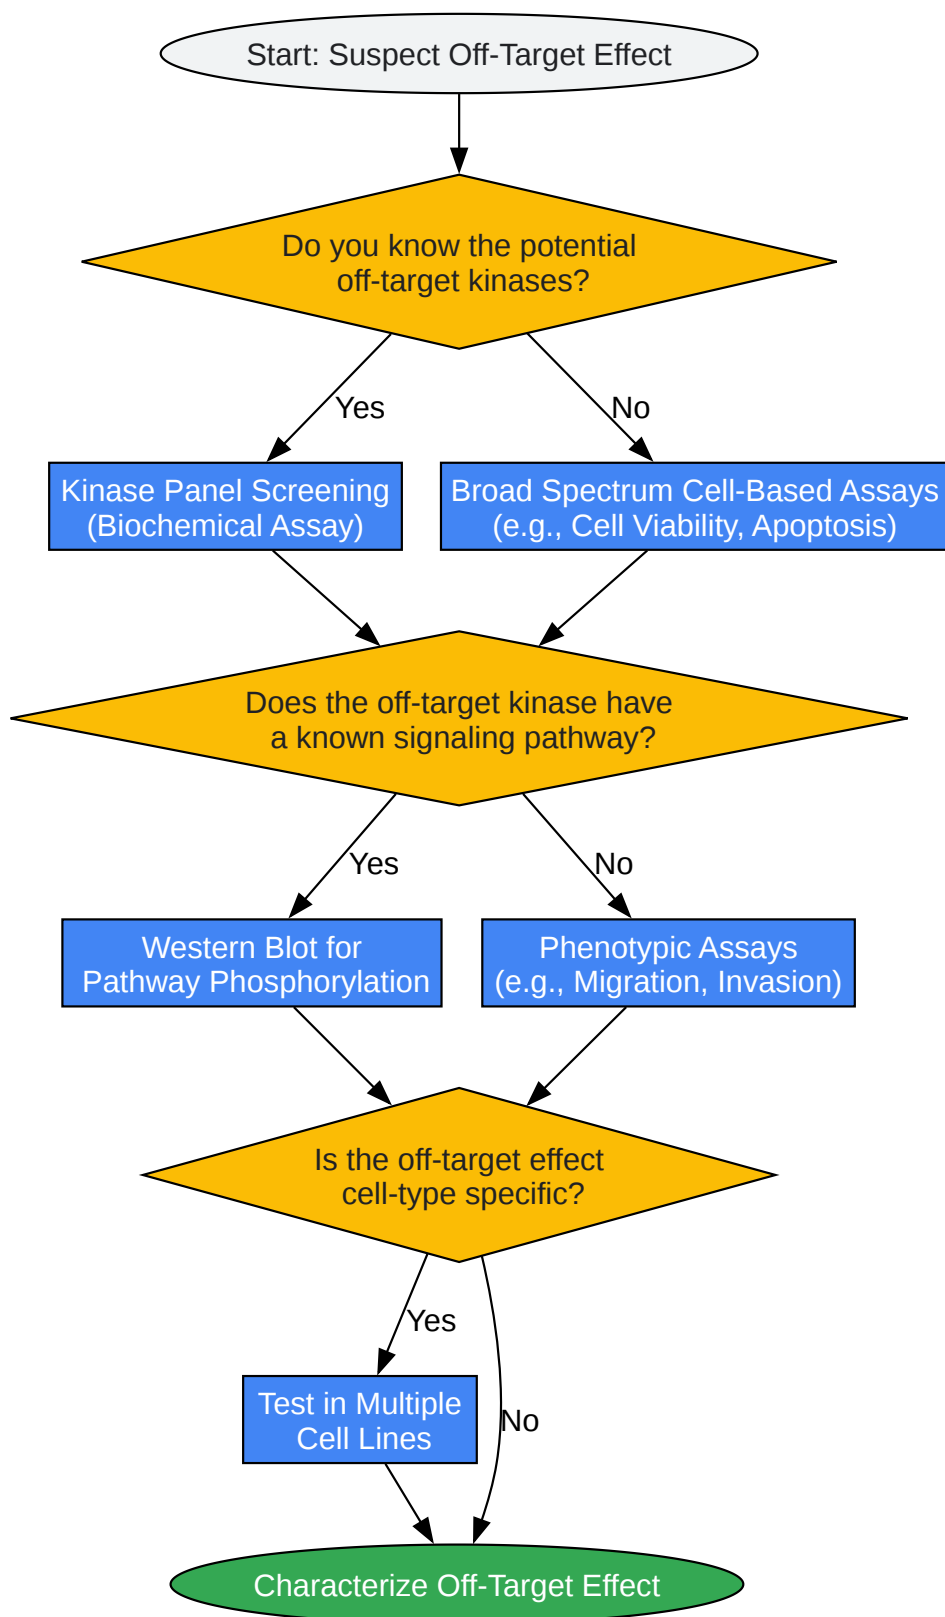 Start: Suspect Off-Target Effect
Do you know the potential
off-target kinases?
Yes
No
Kinase Panel Screening
(Biochemical Assay)
Broad Spectrum Cell-Based Assays
(e.g., Cell Viability, Apoptosis)
Does the off-target kinase have
a known signaling pathway?
Yes
No
Western Blot for
Pathway Phosphorylation
Phenotypic Assays
(e.g., Migration, Invasion)
Is the off-target effect
cell-type specific?
Yes
Test in Multiple
Cell Lines
No
Characterize Off-Target Effect